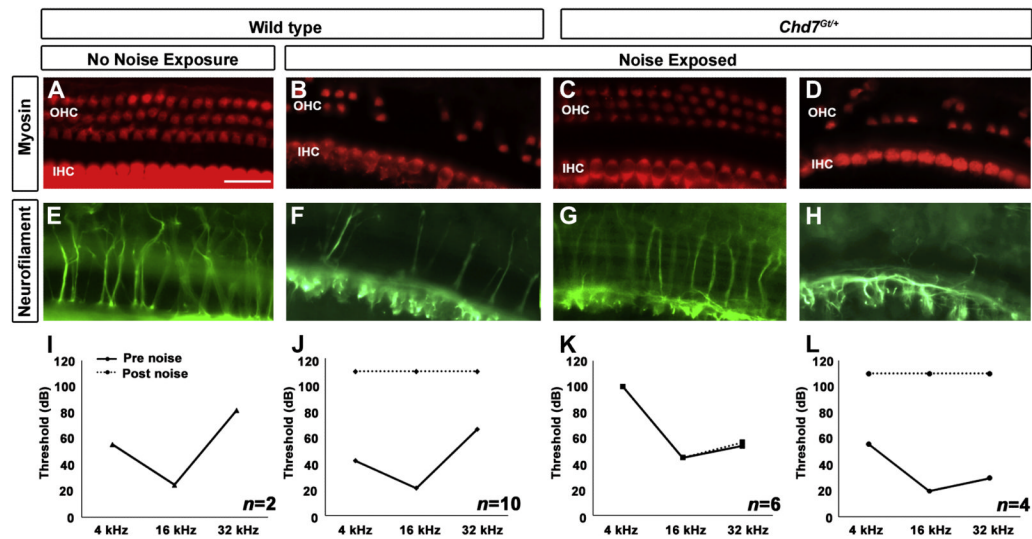 Wild type
Chd7Gt/+
No Noise Exposure
Noise Exposed
Myosin
A
OHC
IHC
B
OHC
IHC
C
OHC
IHC
D
OHC
IHC
Neurofilament
E
F
G
H
I
Pre noise
Post noise
Threshold (dB)
120
100
80
60
40
20
0
4 kHz 16 kHz 32 kHz
n=2
J
Threshold (dB)
120
100
80
60
40
20
0
4 kHz 16 kHz 32 kHz
n=10
K
Threshold (dB)
120
100
80
60
40
20
0
4 kHz 16 kHz 32 kHz
n=6
L
Threshold (dB)
120
100
80
60
40
20
0
4 kHz 16 kHz 32 kHz
n=4